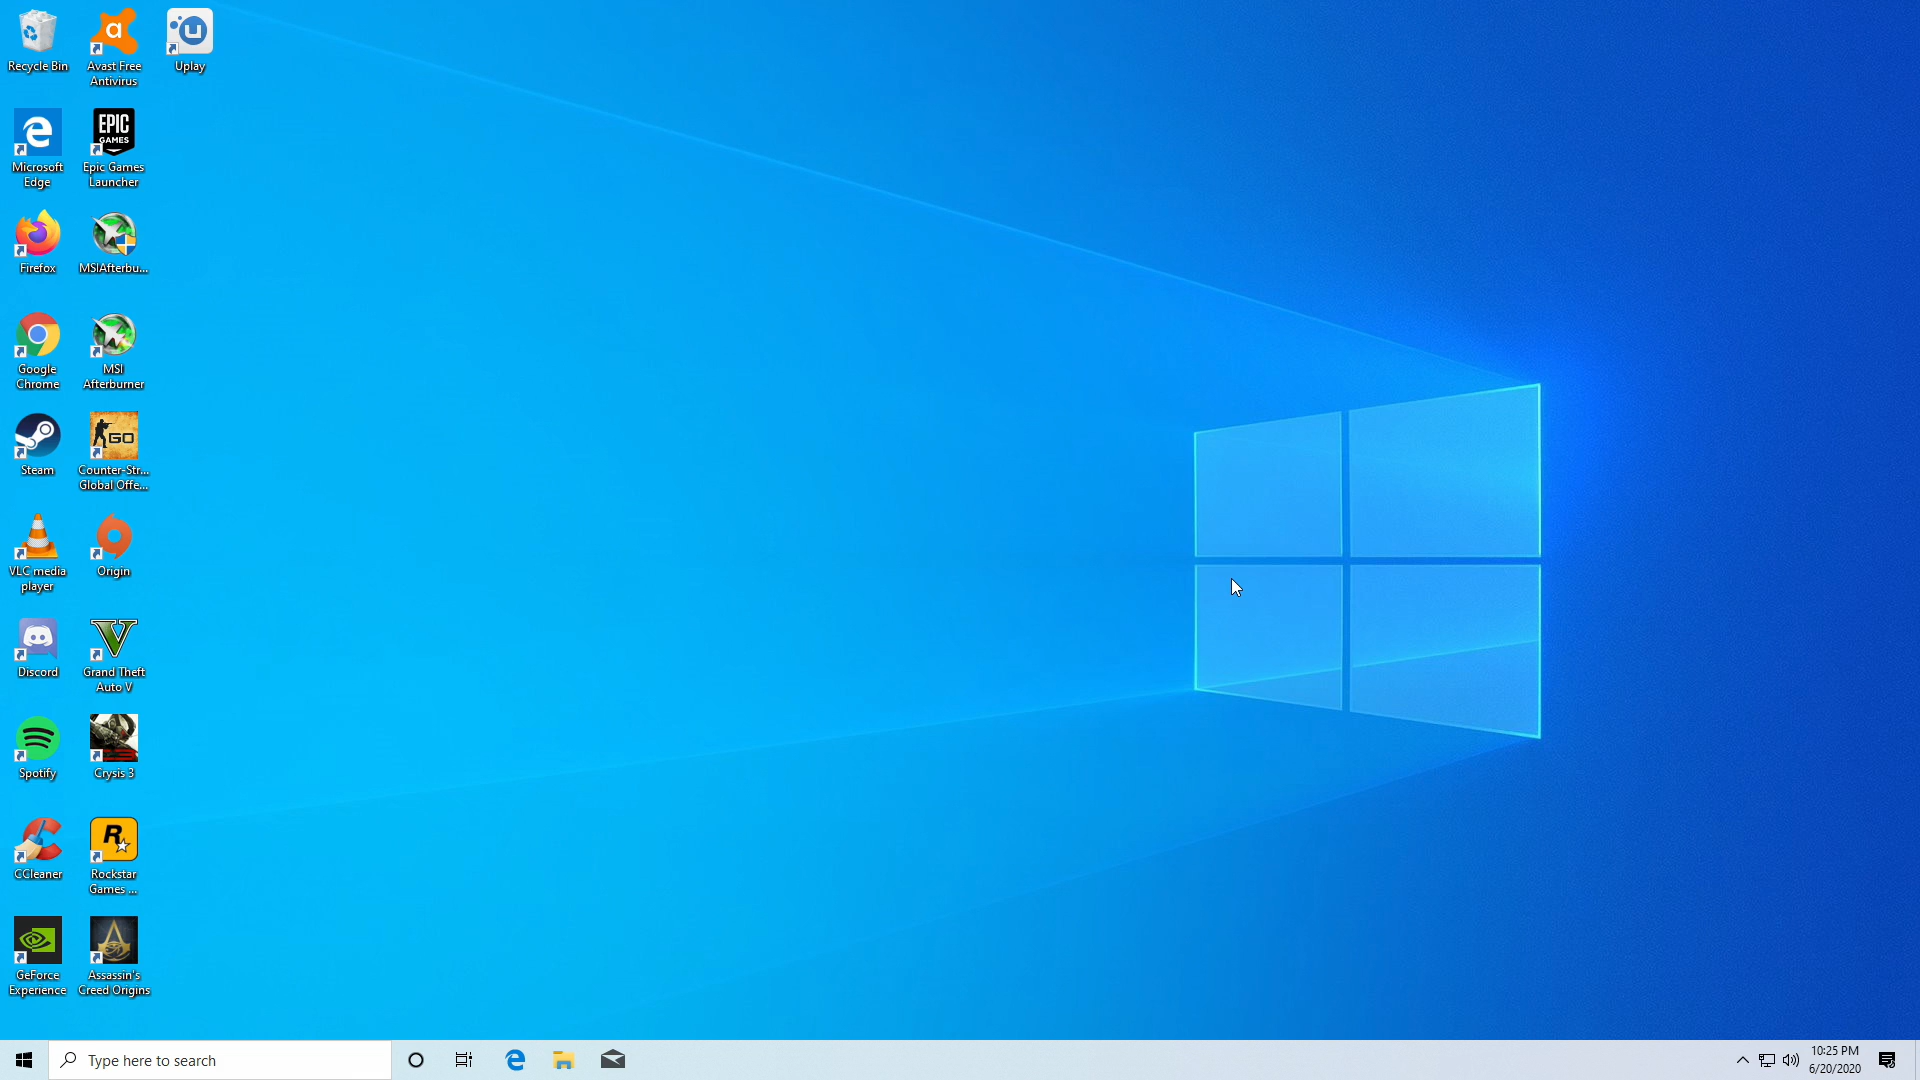 Recycle Bin
Avast Free
Antivirus
Uplay
Microsoft
Edge
EPIC
GAMES
Epic Games
Launcher
Firefox
MSIAfterbu...
Google
Chrome
MSI
Afterburner
Steam
GO
Counter-Str...
Global Offe...
VLC media
player
Origin
Discord
Grand Theft
Auto V
Spotify
Crysis 3
CCleaner
Rockstar
Games ...
GeForce
Experience
Assassin's
Creed Origins
Type here to search
10:25 PM
6/20/2020